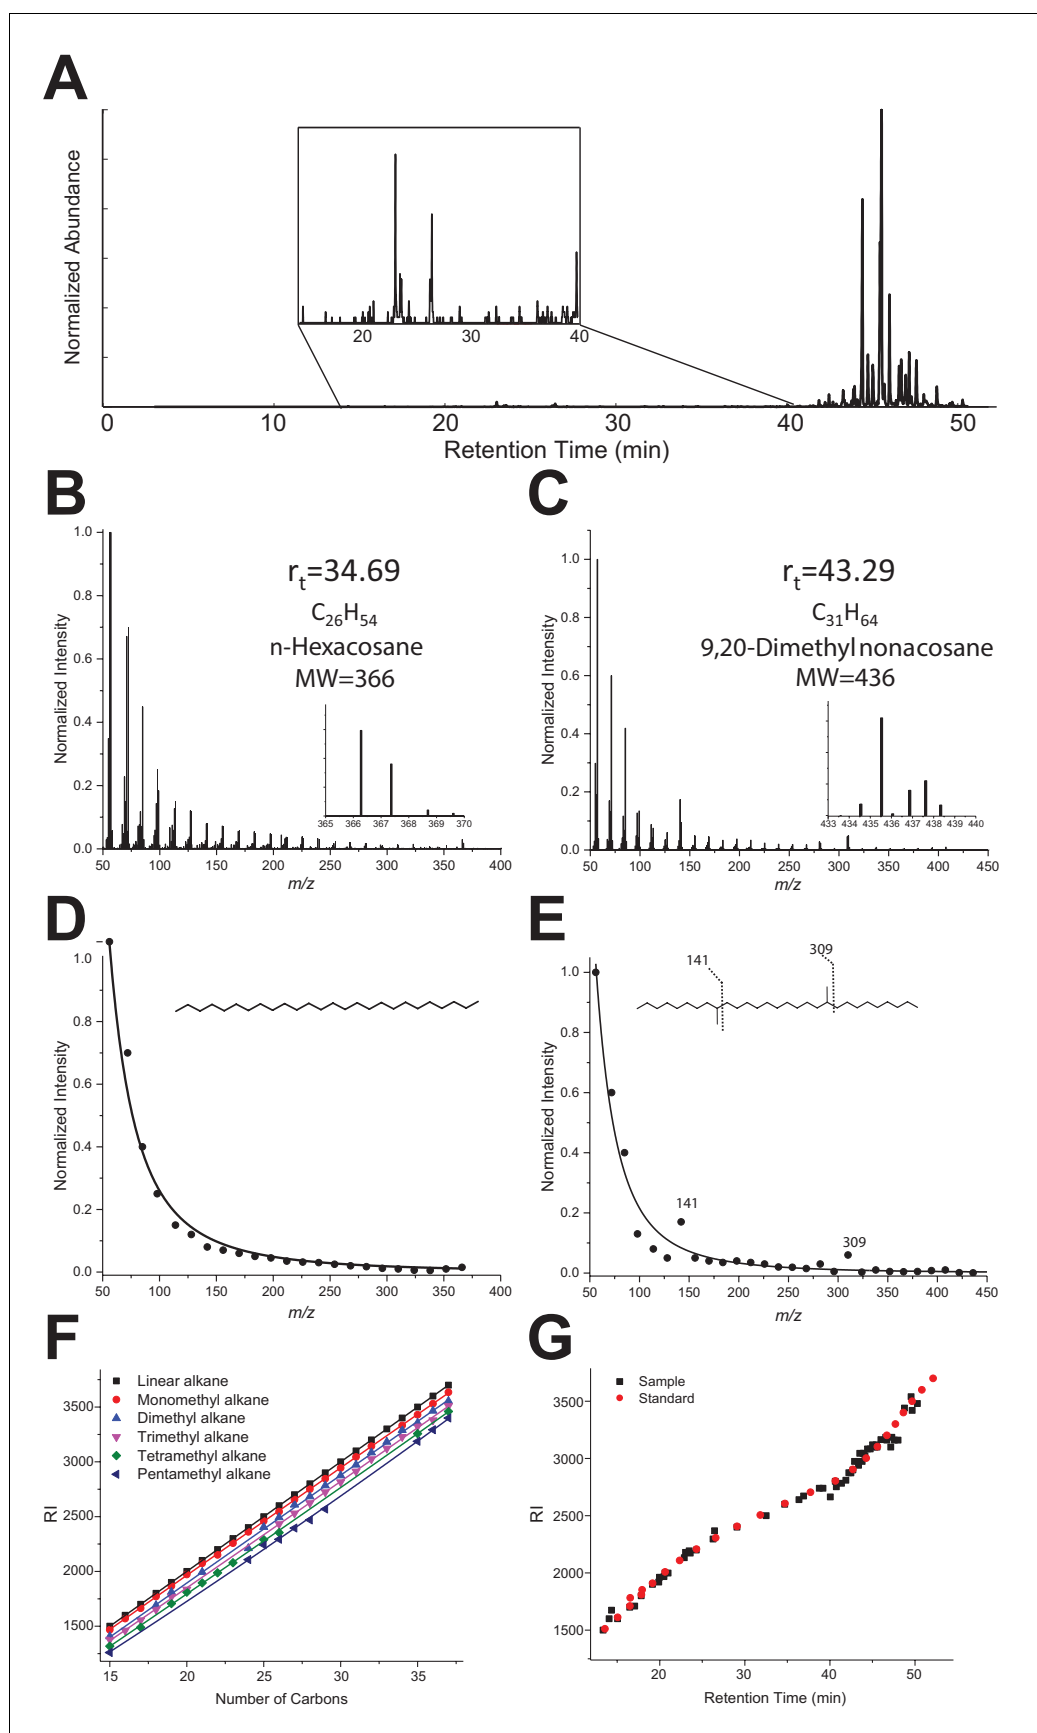 A
Normalized Abundance
20
30
40
0
10
20
30
40
50
Retention Time (min)
B
Normalized Intensity
1.0
0.8
0.6
0.4
0.2
0.0
rt=34.69
C26H54
n-Hexacosane
MW=366
365 366 367 368 369 370
50 100 150 200 250 300 350 400
m/z
C
Normalized Intensity
1.0
0.8
0.6
0.4
0.2
0.0
rt=43.29
C31H64
9,20-Dimethylnonacosane
MW=436
433 434 435 436 437 438 439 440
50 100 150 200 250 300 350 400 450
m/z
D
Normalized Intensity
1.0
0.8
0.6
0.4
0.2
0.0
50 100 150 200 250 300 350 400
m/z
E
Normalized Intensity
1.0
0.8
0.6
0.4
0.2
0.0
141
309
141
309
50 100 150 200 250 300 350 400 450
m/z
F
RI
3500
3000
2500
2000
1500
Linear alkane
Monomethyl alkane
Dimethyl alkane
Trimethyl alkane
Tetramethyl alkane
Pentamethyl alkane
15 20 25 30 35
Number of Carbons
G
RI
3500
3000
2500
2000
1500
Sample
Standard
20 30 40 50
Retention Time (min)